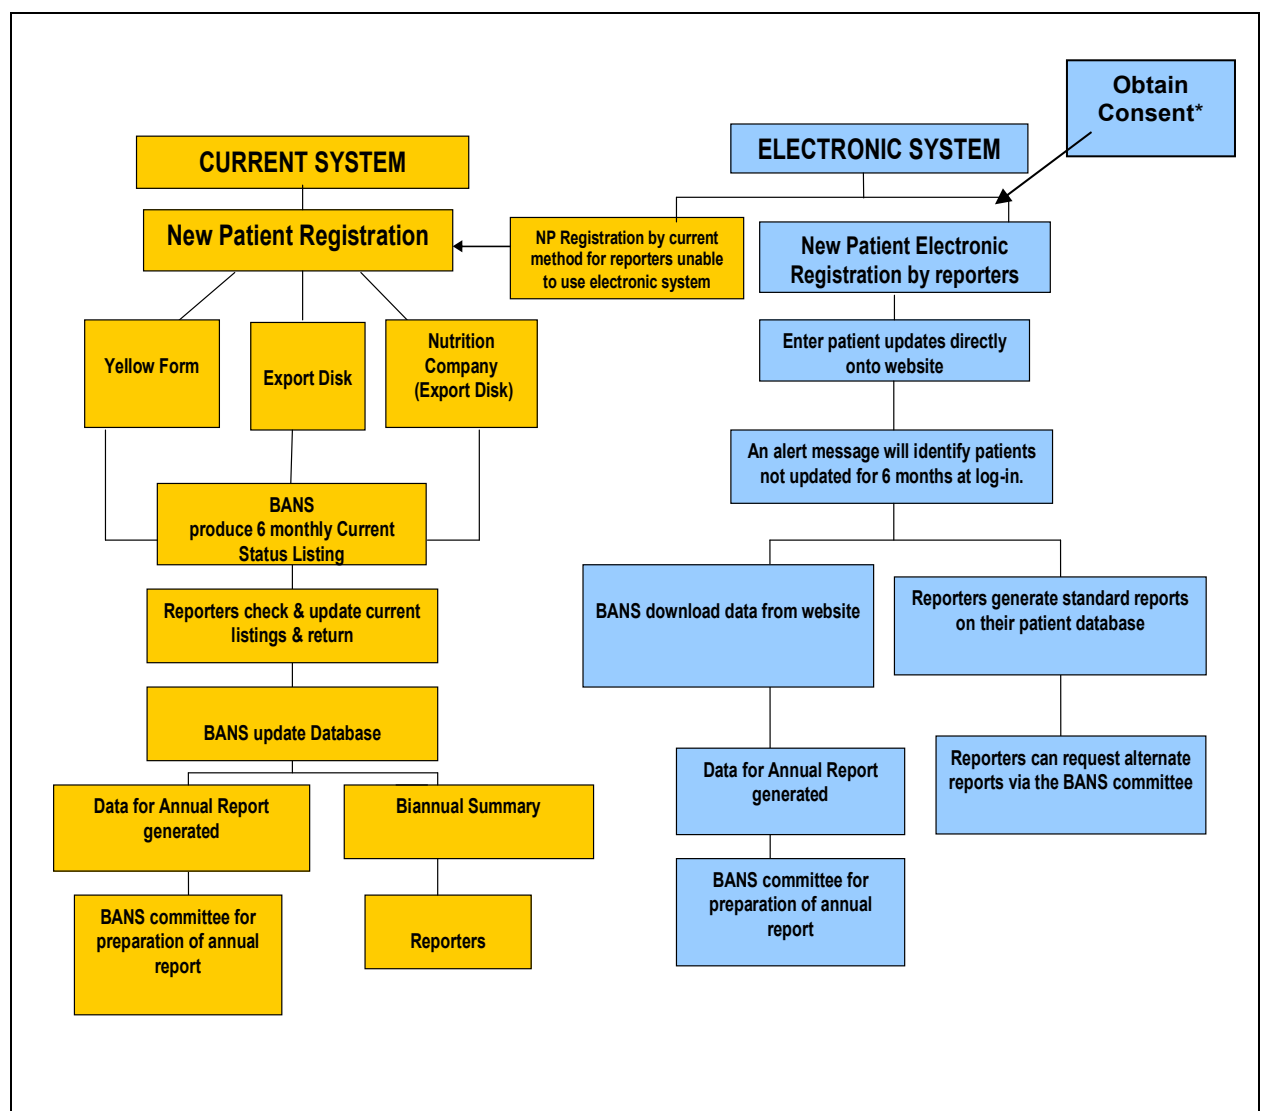 Obtain
Consent*
CURRENT SYSTEM
ELECTRONIC SYSTEM
New Patient Registration
NP Registration by current
method for reporters unable
to use electronic system
New Patient Electronic
Registration by reporters
Yellow Form
Export Disk
Nutrition
Company
(Export Disk)
Enter patient updates directly
onto website
An alert message will identify patients
not updated for 6 months at log-in.
BANS
produce 6 monthly Current
Status Listing
Reporters check & update current
listings & return
BANS download data from website
Reporters generate standard reports
on their patient database
BANS update Database
Data for Annual Report
generated
Biannual Summary
Data for Annual Report
generated
Reporters can request alternate
reports via the BANS committee
BANS committee for
preparation of annual
report
Reporters
BANS committee for
preparation of annual
report